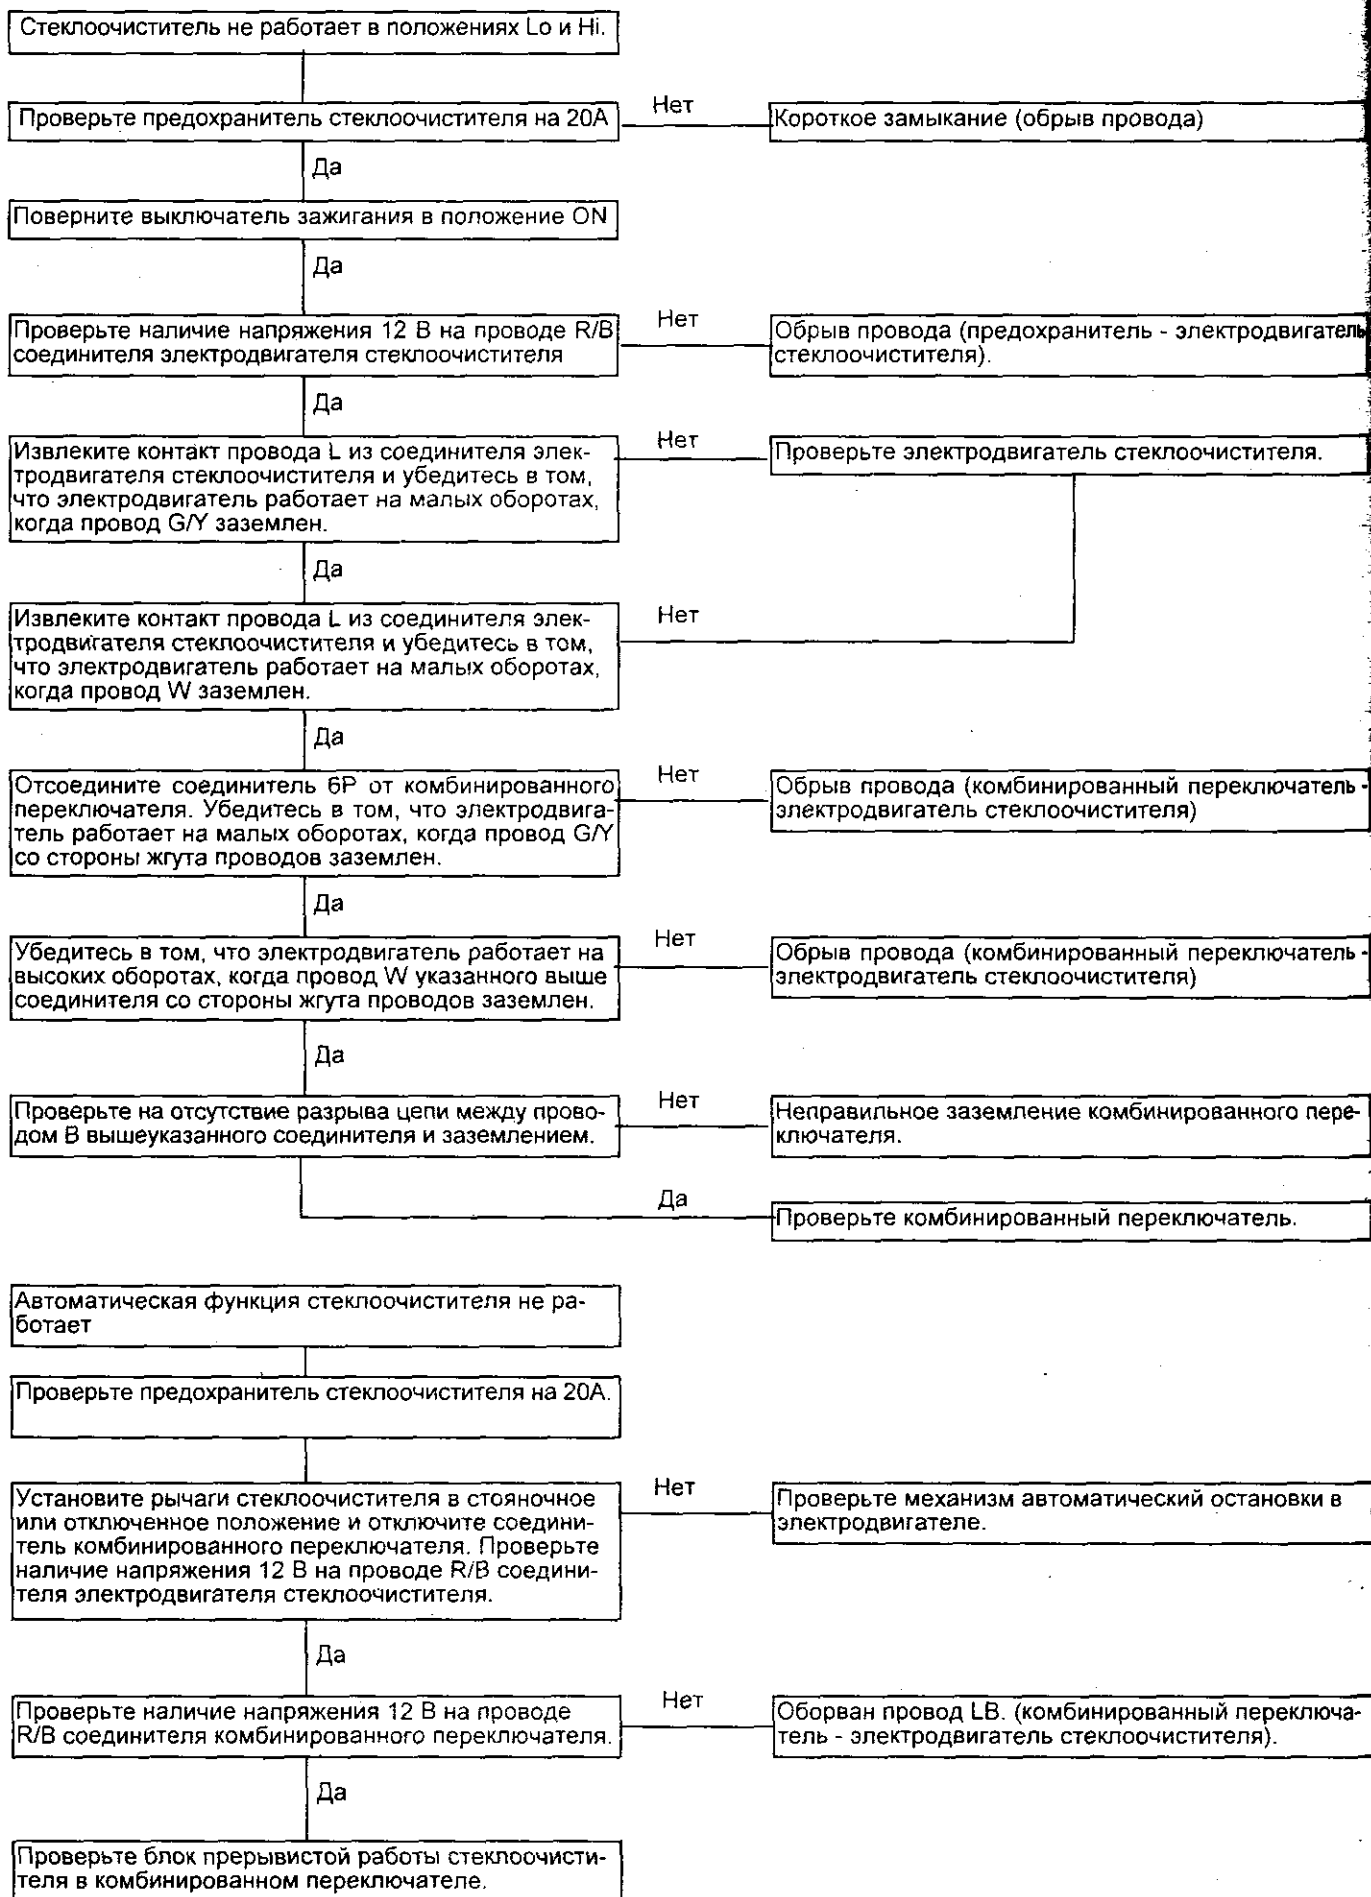 Стеклоочиститель не работает в положениях Lo и Hi.
Проверьте предохранитель стеклоочистителя на 20А
Нет
Короткое замыкание (обрыв провода)
Да
Поверните выключатель зажигания в положение ON
Да
Проверьте наличие напряжения 12 В на проводе R/B
соединителя электродвигателя стеклоочистителя
Нет
Обрыв провода (предохранитель - электродвигатель
стеклоочистителя).
Да
Извлеките контакт провода L из соединителя элек-
тродвигателя стеклоочистителя и убедитесь в том,
что электродвигатель работает на малых оборотах,
когда провод G/Y заземлен.
Нет
Проверьте электродвигатель стеклоочистителя.
Да
Извлеките контакт провода L из соединителя элек-
тродвигателя стеклоочистителя и убедитесь в том,
что электродвигатель работает на малых оборотах,
когда провод W заземлен.
Нет
Да
Отсоедините соединитель 6Р от комбинированного
переключателя. Убедитесь в том, что электродвига-
тель работает на малых оборотах, когда провод G/Y
со стороны жгута проводов заземлен.
Нет
Обрыв провода (комбинированный переключатель -
электродвигатель стеклоочистителя)
Да
Убедитесь в том, что электродвигатель работает на
высоких оборотах, когда провод W указанного выше
соединителя со стороны жгута проводов заземлен.
Нет
Обрыв провода (комбинированный переключатель -
электродвигатель стеклоочистителя)
Да
Проверьте на отсутствие разрыва цепи между прово-
дом В вышеуказанного соединителя и заземлением.
Нет
Неправильное заземление комбинированного пере-
ключателя.
Да
Проверьте комбинированный переключатель.
Автоматическая функция стеклоочистителя не ра-
ботает
Проверьте предохранитель стеклоочистителя на 20А.
Установите рычаги стеклоочистителя в стояночное
или отключенное положение и отключите соедини-
тель комбинированного переключателя. Проверьте
наличие напряжения 12 В на проводе R/B соедини-
теля электродвигателя стеклоочистителя.
Нет
Проверьте механизм автоматический остановки в
электродвигателе.
Да
Проверьте наличие напряжения 12 В на проводе
R/B соединителя комбинированного переключателя.
Нет
Оборван провод LB. (комбинированный переключа-
тель - электродвигатель стеклоочистителя).
Да
Проверьте блок прерывистой работы стеклоочисти-
теля в комбинированном переключателе.